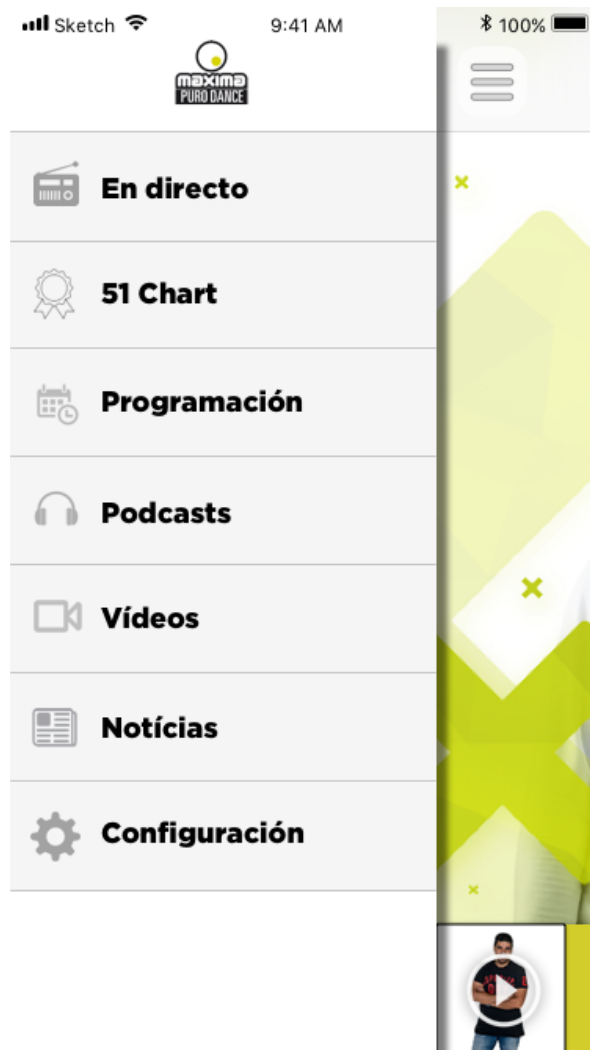 Sketch 9:41 AM 100%
maxima
PURO DANCE
En directo
51 Chart
Programación
Podcasts
Vídeos
Notícias
Configuración